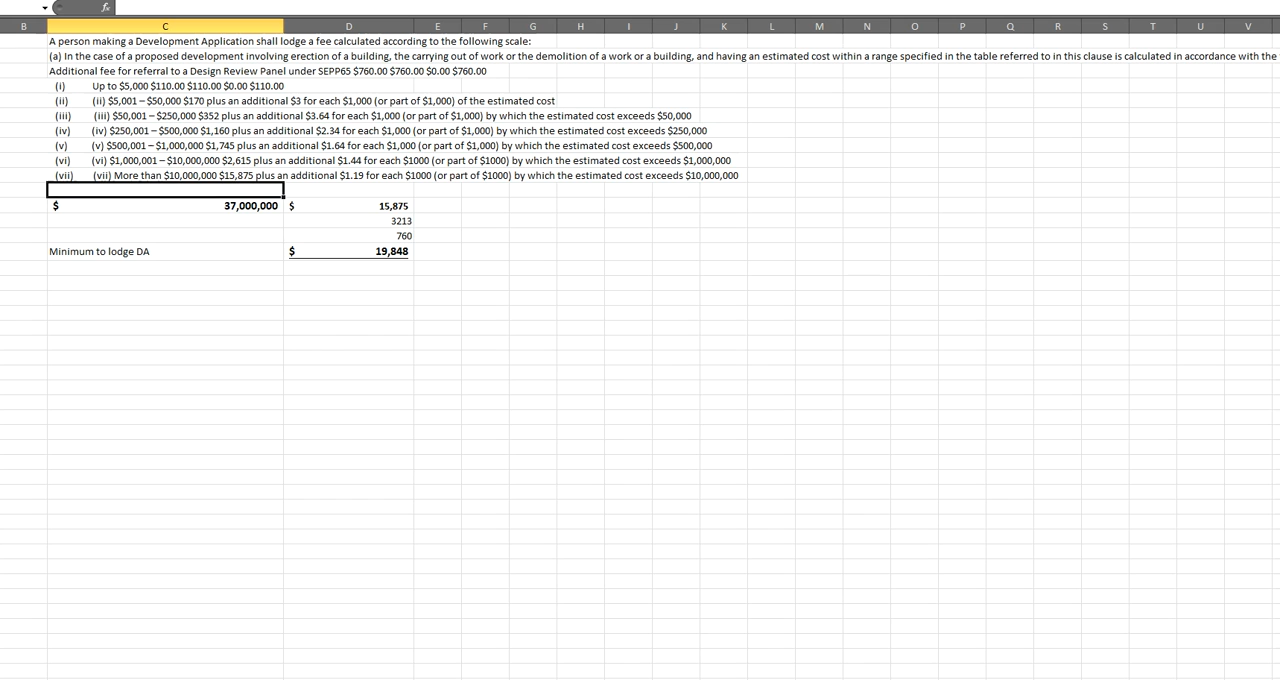 fx
B C D E F G H I J K L M N O P Q R S T U V
A person making a Development Application shall lodge a fee calculated according to the following scale:
(a) In the case of a proposed development involving erection of a building, the carrying out of work or the demolition of a work or a building, and having an estimated cost within a range specified in the table referred to in this clause is calculated in accordance with the
Additional fee for referral to a Design Review Panel under SEPP65 $760.00 $760.00 $0.00 $760.00
(i) Up to $5,000 $110.00 $110.00 $0.00 $110.00
(ii) (ii) $5,001 – $50,000 $170 plus an additional $3 for each $1,000 (or part of $1,000) of the estimated cost
(iii) (iii) $50,001 – $250,000 $352 plus an additional $3.64 for each $1,000 (or part of $1,000) by which the estimated cost exceeds $50,000
(iv) (iv) $250,001 – $500,000 $1,160 plus an additional $2.34 for each $1,000 (or part of $1,000) by which the estimated cost exceeds $250,000
(v) (v) $500,001 – $1,000,000 $1,745 plus an additional $1.64 for each $1,000 (or part of $1,000) by which the estimated cost exceeds $500,000
(vi) (vi) $1,000,001 – $10,000,000 $2,615 plus an additional $1.44 for each $1000 (or part of $1000) by which the estimated cost exceeds $1,000,000
(vii) (vii) More than $10,000,000 $15,875 plus an additional $1.19 for each $1000 (or part of $1000) by which the estimated cost exceeds $10,000,000
$ 37,000,000 $ 15,875
3213
760
Minimum to lodge DA $ 19,848